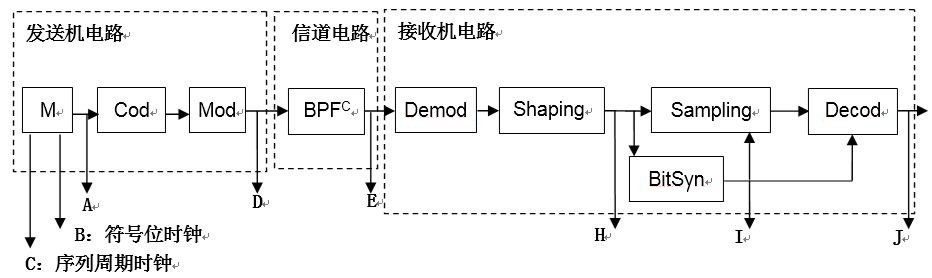 发送机电路
信道电路
接收机电路
M
Cod
Mod
BPFC
Demod
Shaping
Sampling
Decod
BitSyn
A
D
E
B：符号位时钟
H
I
J
C：序列周期时钟